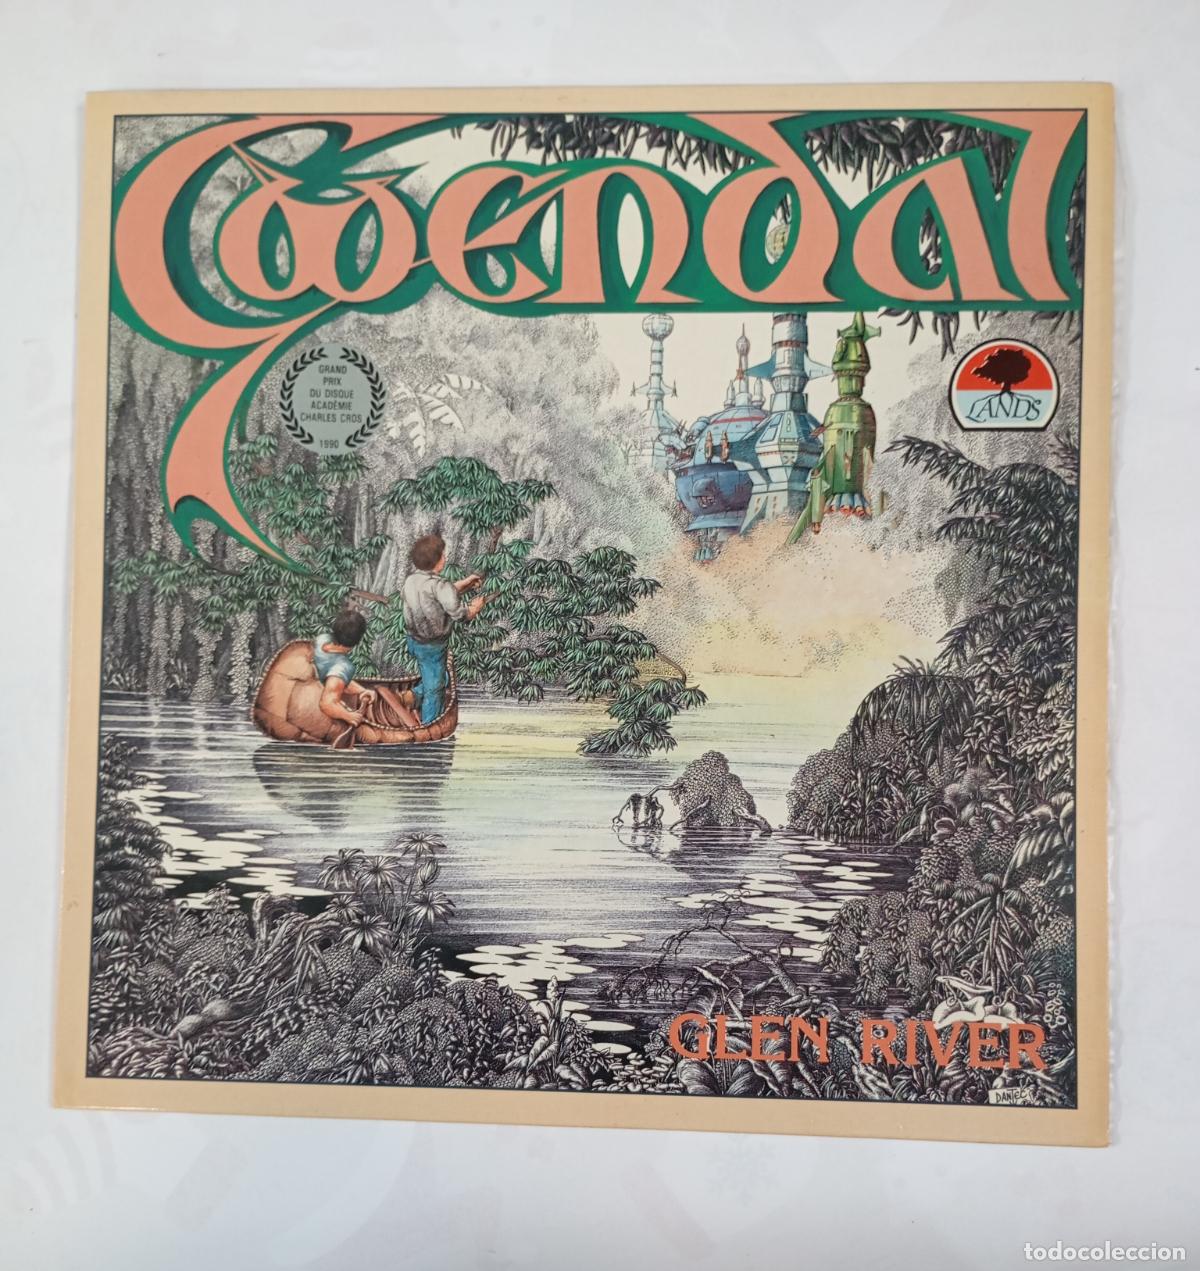 Gwendal
GRAND
PRIX
DU DISQUE
ACADÉMIE
CHARLES CROS
1990
LANDS
GLEN RIVER
DANTEC
todocoleccion